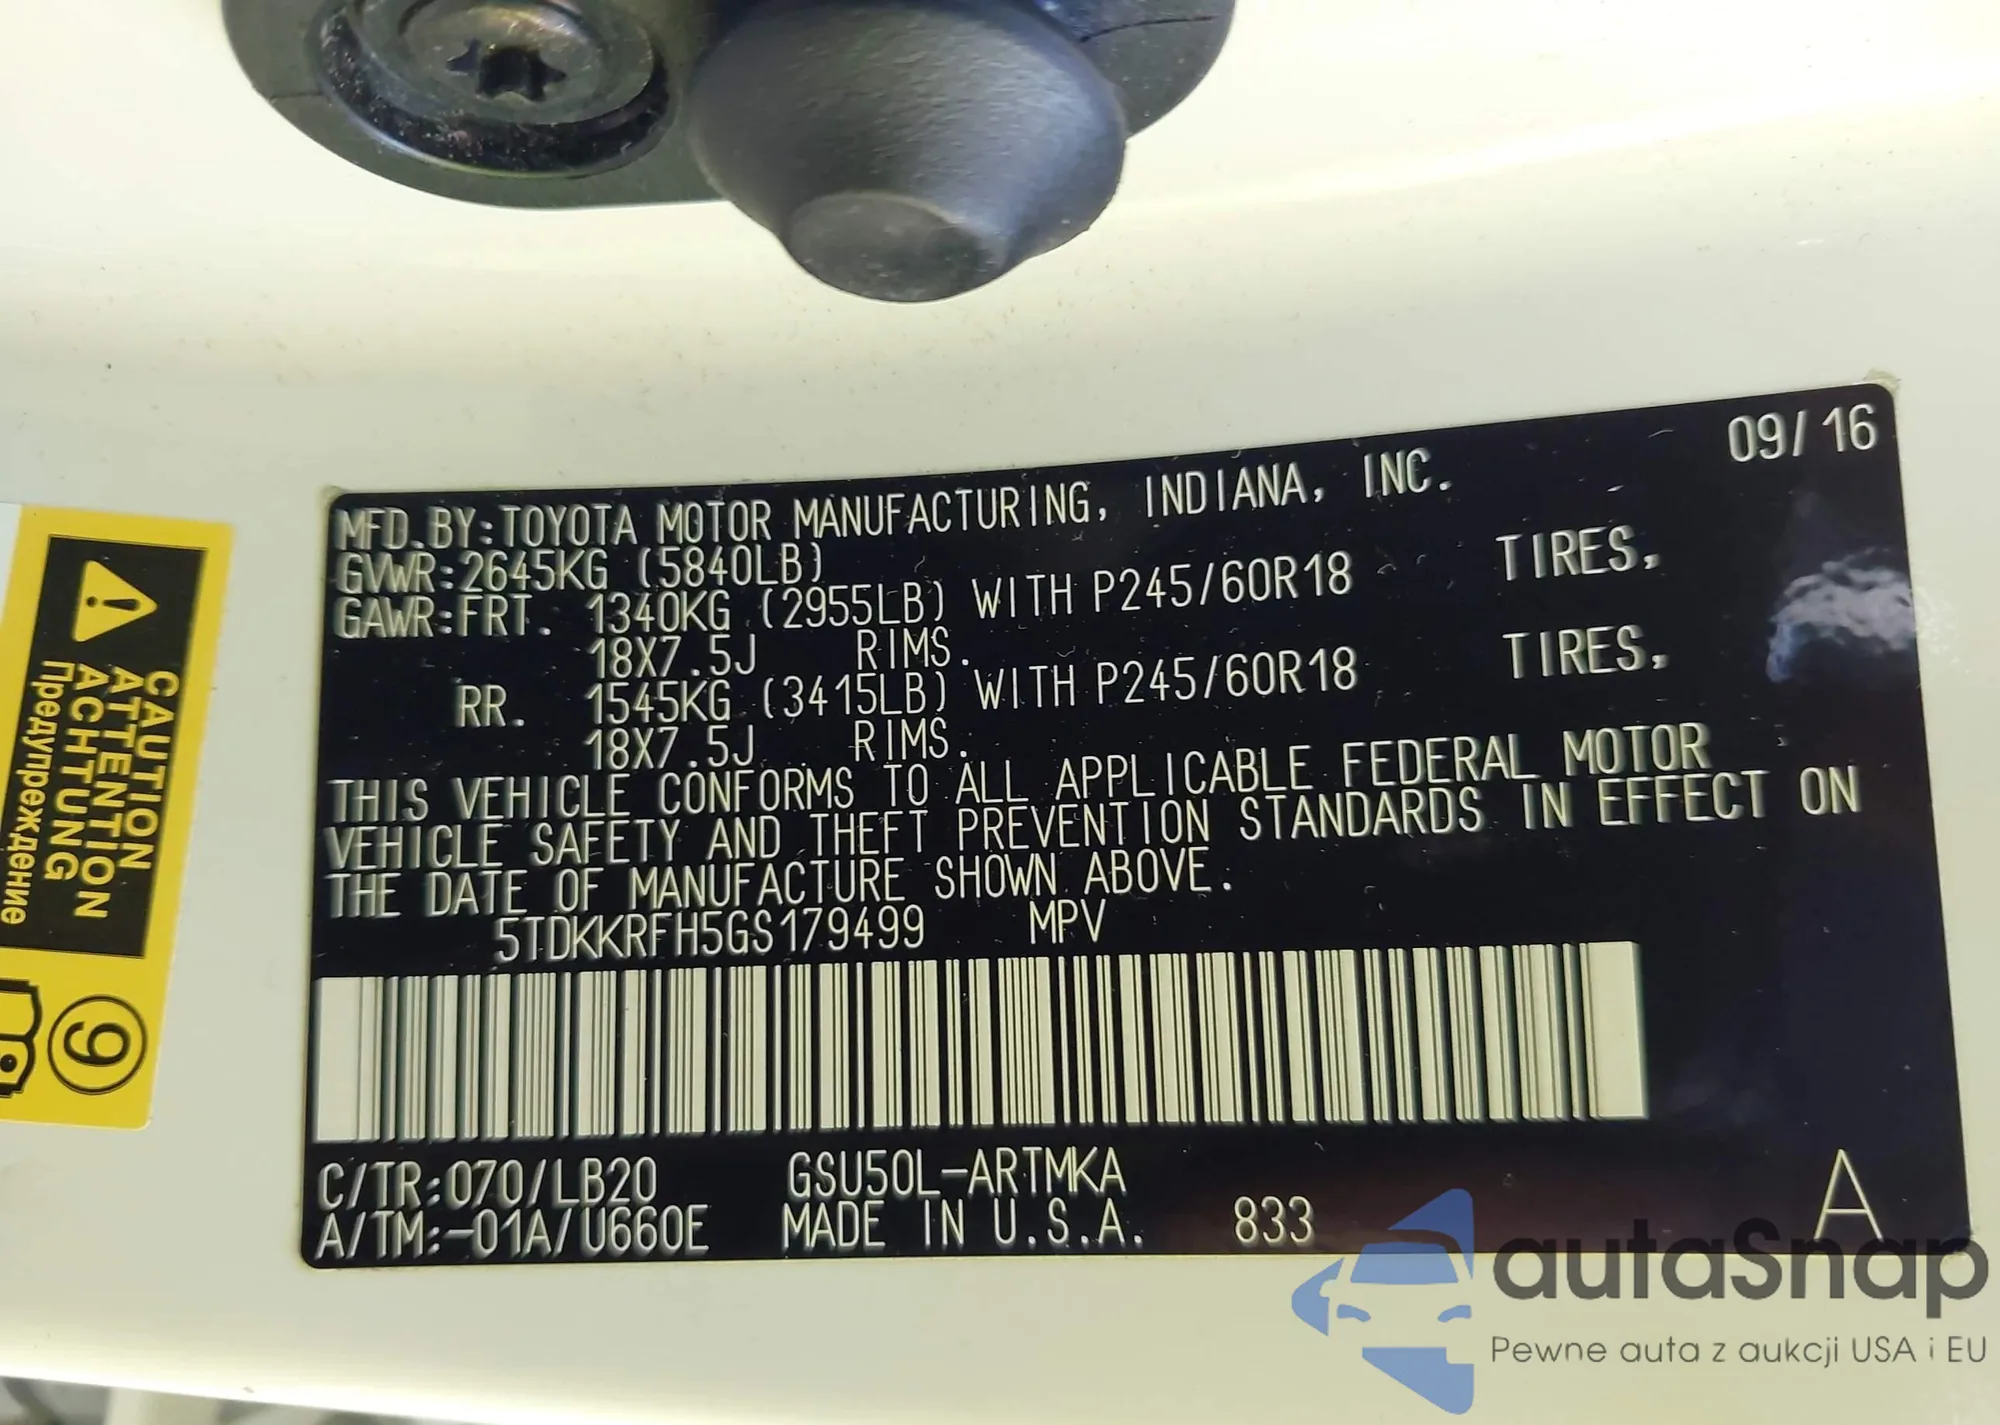 09/16
MFD.BY:TOYOTA MOTOR MANUFACTURING, INDIANA, INC.
GVWR:2645KG (5840LB)
GAWR:FRT. 1340KG (2955LB) WITH P245/60R18 TIRES,
18X7.5J RIMS.
RR. 1545KG (3415LB) WITH P245/60R18 TIRES,
18X7.5J RIMS.
THIS VEHICLE CONFORMS TO ALL APPLICABLE FEDERAL MOTOR
VEHICLE SAFETY AND THEFT PREVENTION STANDARDS IN EFFECT ON
THE DATE OF MANUFACTURE SHOWN ABOVE.
5TDKKRFH5GS179499 MPV
C/TR:070/LB20 GSU50L-ARTMKA
A/TM:-01A/U660E MADE IN U.S.A. 833 A
CAUTION
ATTENTION
ACHTUNG
Предупреждение
9
autaSnap
Pewne auta z aukcji USA i EU